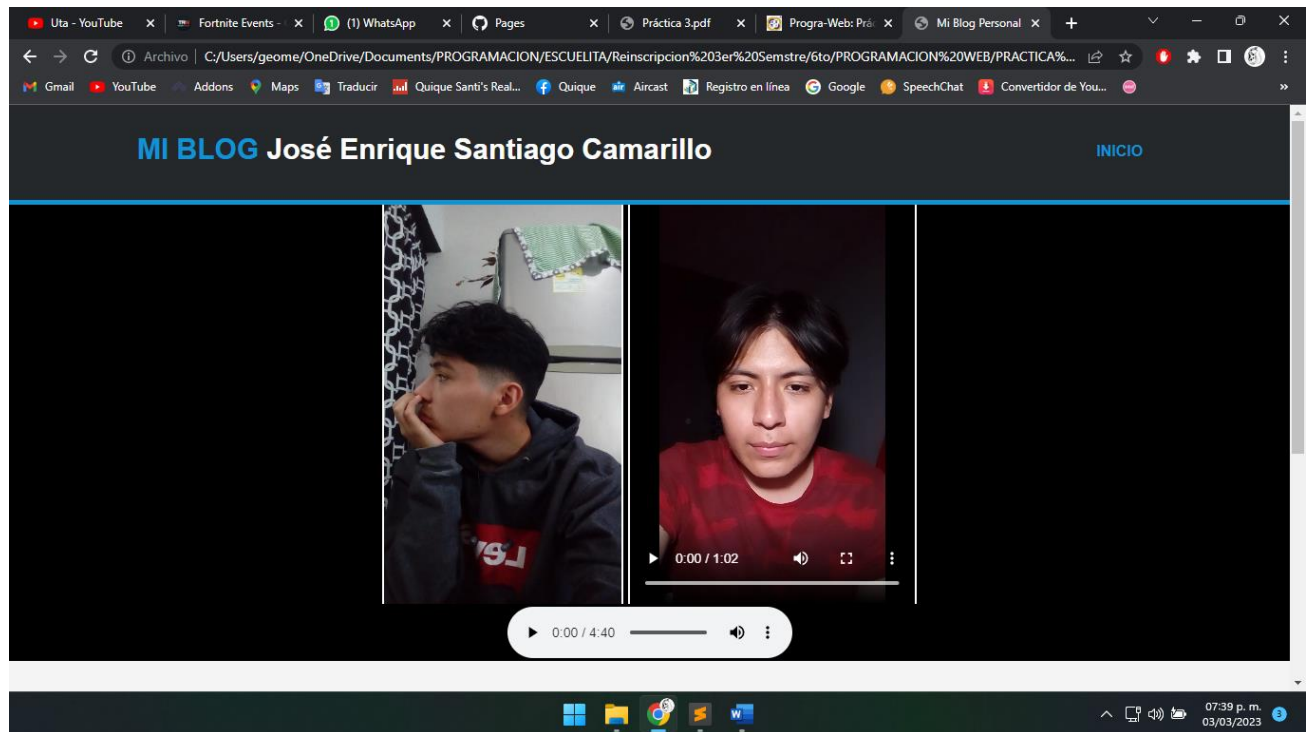 Uta - YouTube
Fortnite Events -
(1) WhatsApp
Pages
Práctica 3.pdf
Progra-Web: Prá
Mi Blog Personal
Archivo
C:/Users/geome/OneDrive/Documents/PROGRAMACION/ESCUELITA/Reinscripcion%203er%20Semstre/6to/PROGRAMACION%20WEB/PRACTICA%...
Gmail
YouTube
Addons
Maps
Traducir
Quique Santi's Real...
Quique
Aircast
Registro en línea
Google
SpeechChat
Convertidor de You...
»
MI BLOG José Enrique Santiago Camarillo
INICIO
0:00 / 1:02
0:00 / 4:40
07:39 p. m.
03/03/2023
3